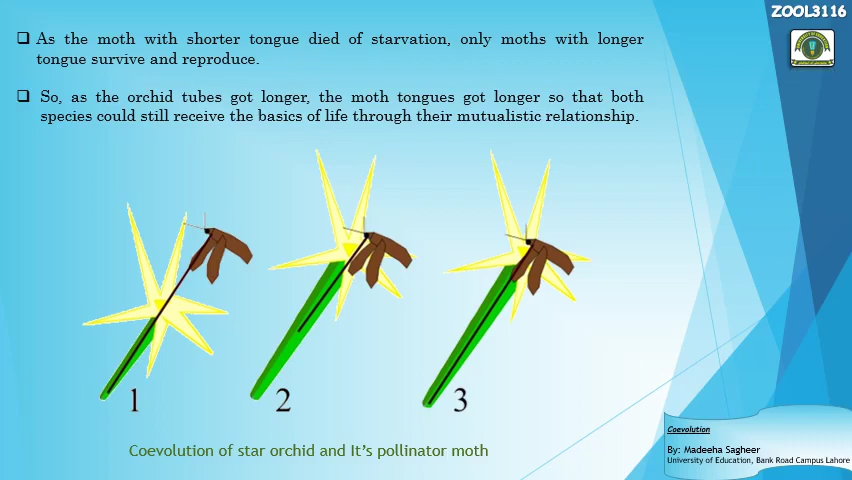 ZOOL3116
❑ As the moth with shorter tongue died of starvation, only moths with longer
tongue survive and reproduce.
❑ So, as the orchid tubes got longer, the moth tongues got longer so that both
species could still receive the basics of life through their mutualistic relationship.
1
2
3
Coevolution of star orchid and It's pollinator moth
Coevolution
By: Madeeha Sagheer
University of Education, Bank Road Campus Lahore